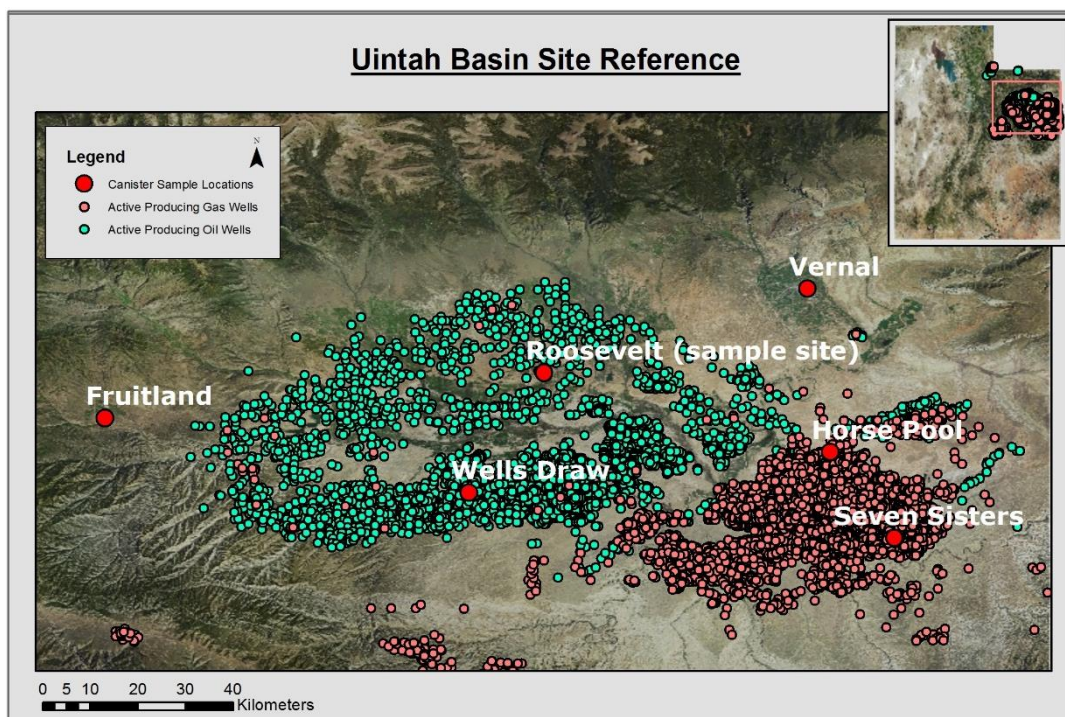 Uintah Basin Site Reference
N
Legend
Canister Sample Locations
Active Producing Gas Wells
Active Producing Oil Wells
Vernal
Roosevelt (sample site)
Fruitland
Horse Pool
Wells Draw
Seven Sisters
0 5 10 20 30 40
Kilometers